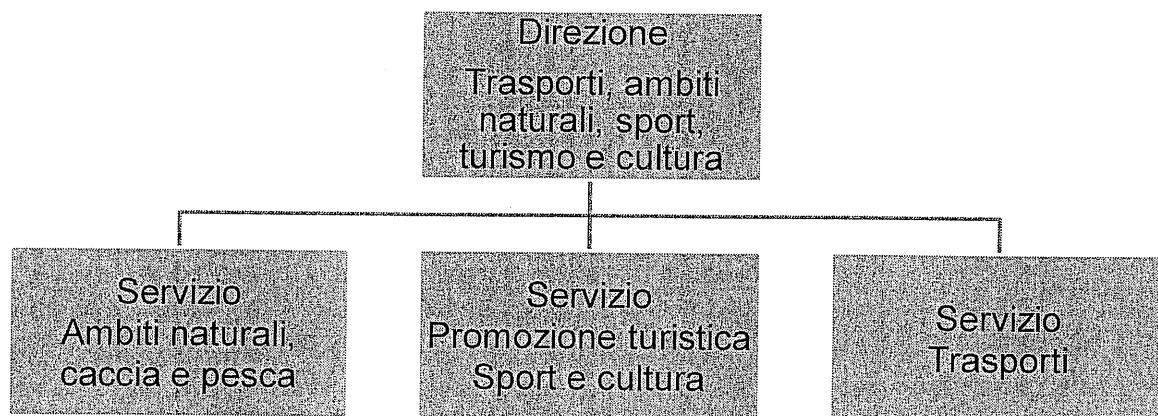 Direzione
Trasporti, ambiti
naturali, sport,
turismo e cultura
Servizio
Ambiti naturali,
caccia e pesca
Servizio
Promozione turistica
Sport e cultura
Servizio
Trasporti